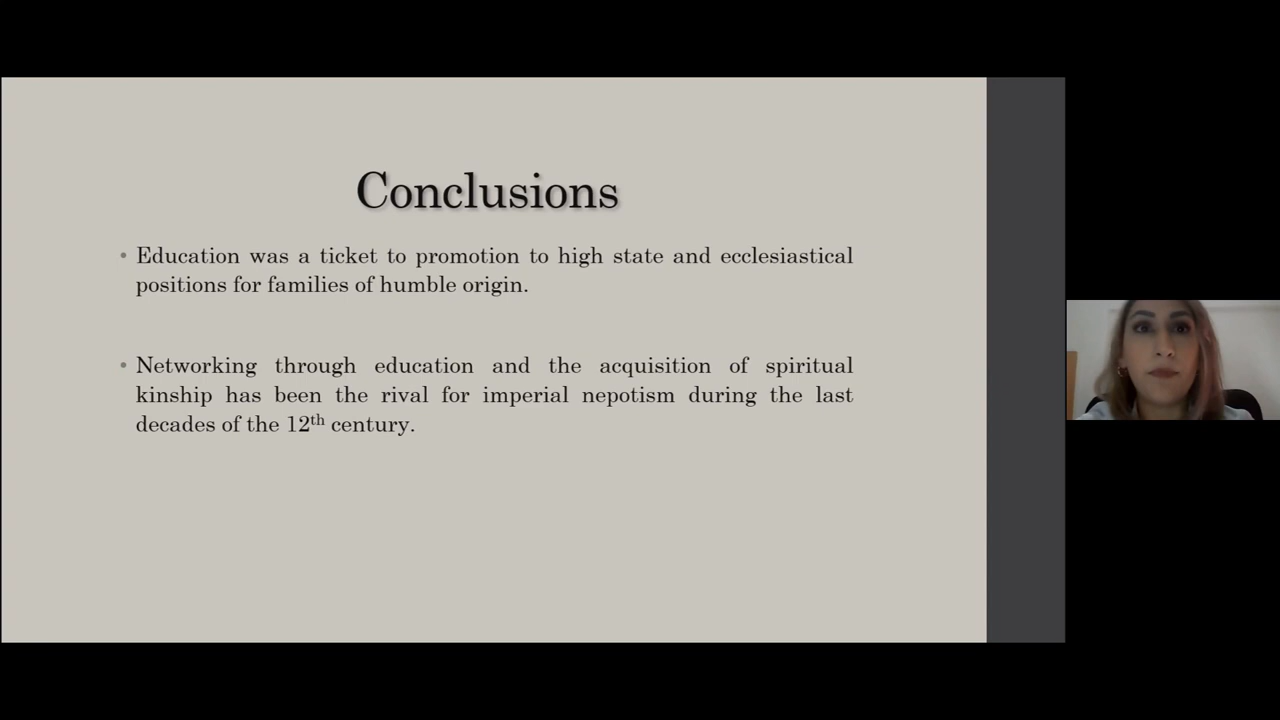 Conclusions
• Education was a ticket to promotion to high state and ecclesiastical
positions for families of humble origin.
• Networking through education and the acquisition of spiritual
kinship has been the rival for imperial nepotism during the last
decades of the 12th century.